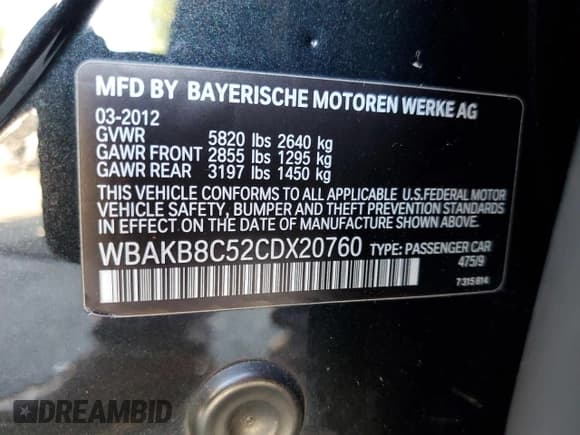 MFD BY BAYERISCHE MOTOREN WERKE AG
03-2012
GVWR 5820 lbs 2640 kg
GAWR FRONT 2855 lbs 1295 kg
GAWR REAR 3197 lbs 1450 kg
THIS VEHICLE CONFORMS TO ALL APPLICABLE U.S.FEDERAL MOTOR
VEHICLE SAFETY, BUMPER AND THEFT PREVENTION STANDARDS
IN EFFECT ON THE DATE OF MANUFACTURE SHOWN ABOVE.
WBAKB8C52CDX20760 TYPE: PASSENGER CAR
475/9
7 315 814
DREAMBID